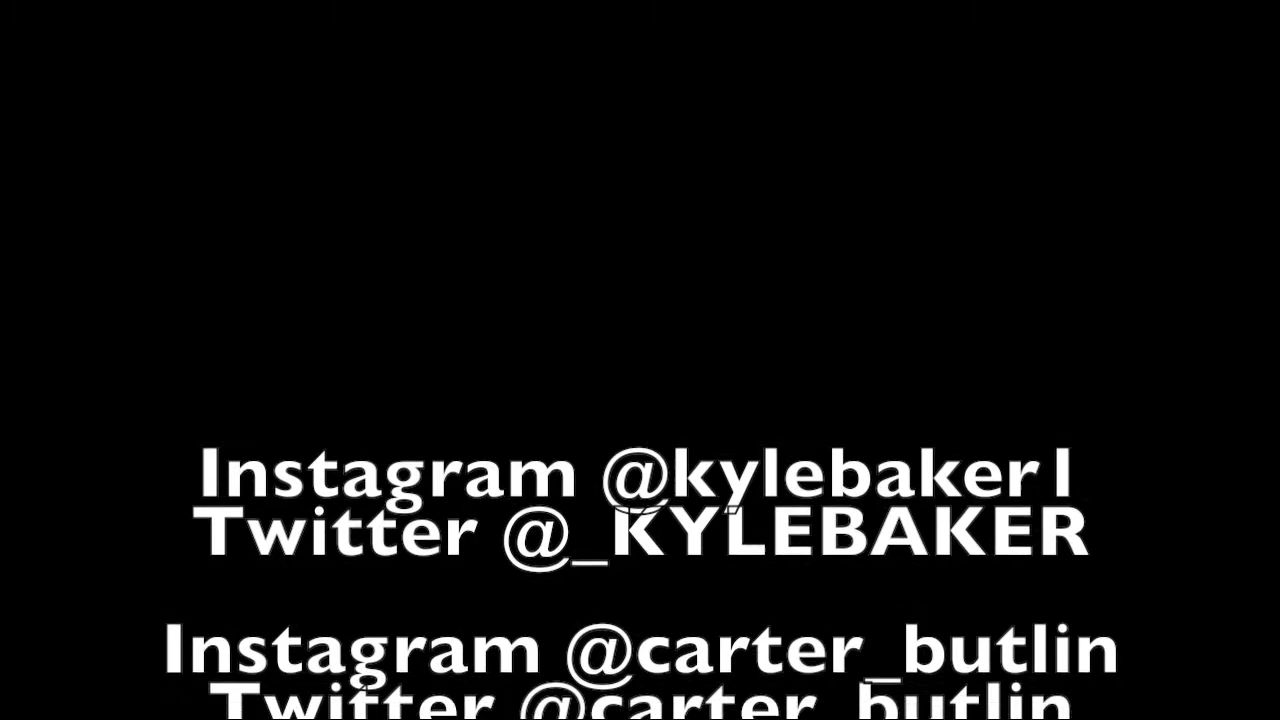 Instagram @kylebaker1
Twitter @_KYLEBAKER
Instagram @carter_butlin
Twitter @carter_butlin